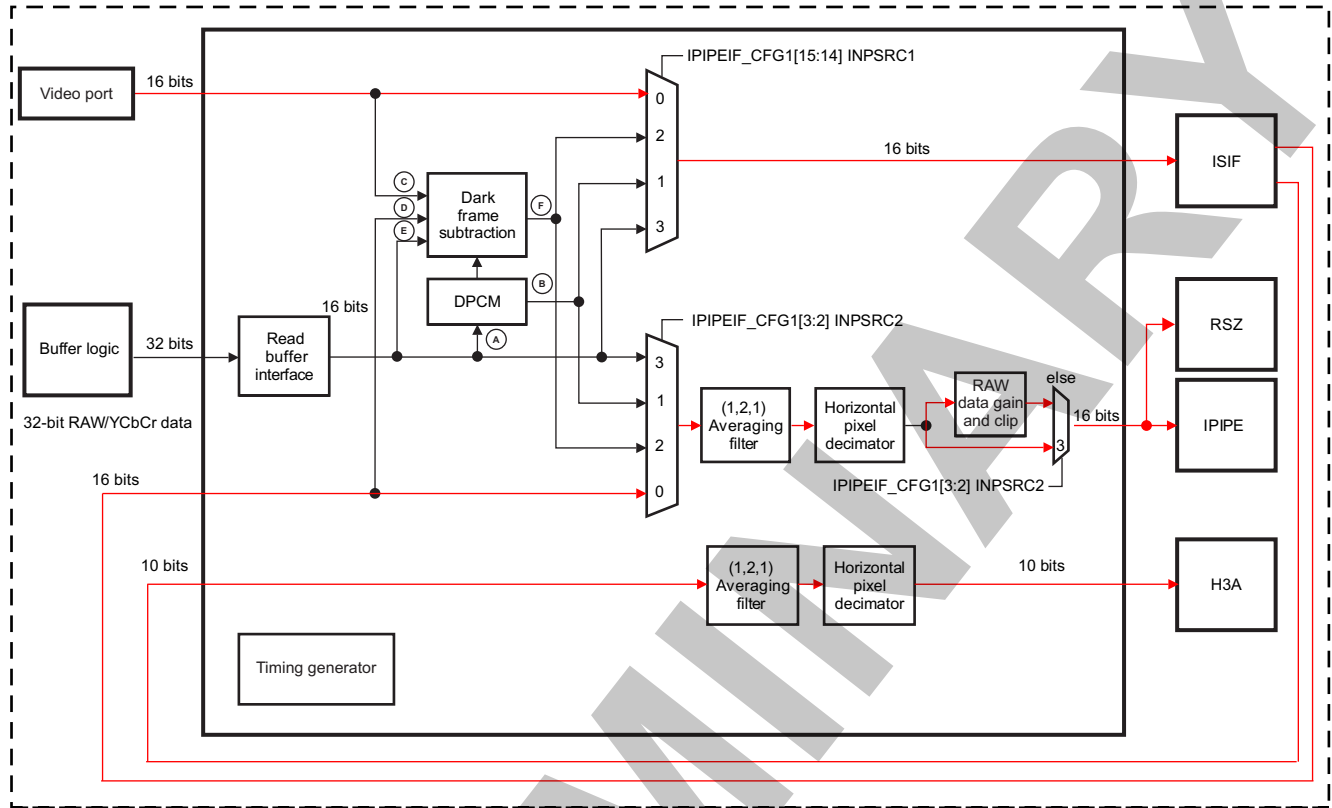 IPIPEIF_CFG1[15:14] INPSRC1
Video port
16 bits
0
2
1
3
16 bits
ISIF
C
D
E
Dark
frame
subtraction
F
DPCM
B
A
Buffer logic
32 bits
32-bit RAW/YCbCr data
Read
buffer
interface
16 bits
IPIPEIF_CFG1[3:2] INPSRC2
3
1
2
0
(1,2,1)
Averaging
filter
Horizontal
pixel
decimator
RAW
data gain
and clip
else
3
16 bits
IPIPEIF_CFG1[3:2] INPSRC2
RSZ
IPIPE
16 bits
10 bits
(1,2,1)
Averaging
filter
Horizontal
pixel
decimator
10 bits
H3A
Timing generator
MINARY